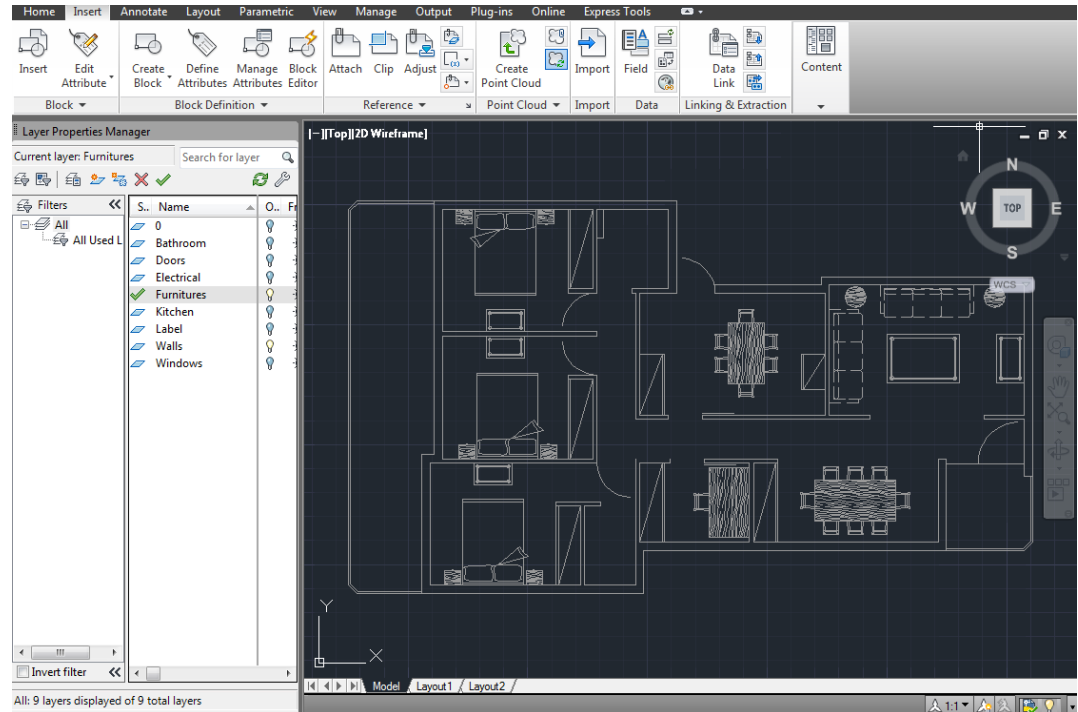 Home Insert Annotate Layout Parametric View Manage Output Plug-ins Online Express Tools
Insert Edit Attribute Create Block Define Attributes Manage Attributes Block Editor Attach Clip Adjust Create Point Cloud Import Field Data Link Content
Block Block Definition Reference Point Cloud Import Data Linking & Extraction
Layer Properties Manager
[−][Top][2D Wireframe]
Current layer: Furnitures
Search for layer
Filters
S.. Name O.. Fr
All
All Used L
0
Bathroom
Doors
Electrical
Furnitures
Kitchen
Label
Walls
Windows
N
W TOP E
S
WCS
Y
X
Invert filter
Model Layout1 Layout2
All: 9 layers displayed of 9 total layers
1:1